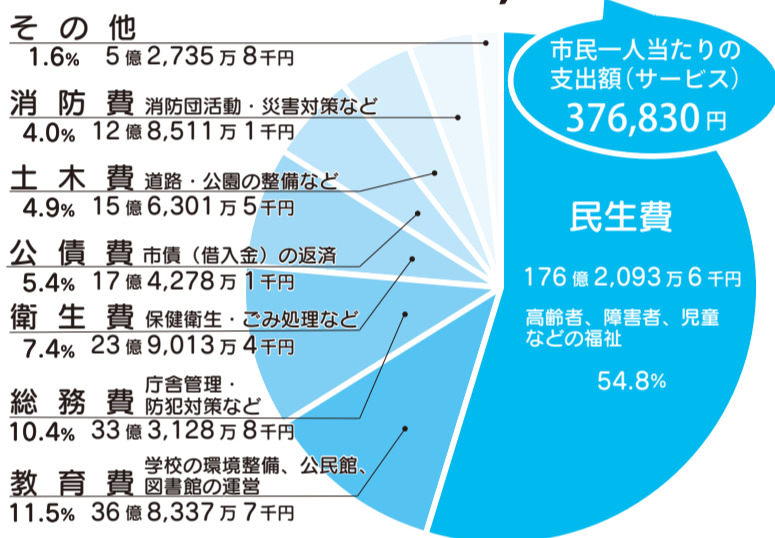 その他
1.6% 5億2,735万8千円
消防費 消防団活動・災害対策など
4.0% 12億8,511万1千円
土木費 道路・公園の整備など
4.9% 15億6,301万5千円
公債費 市債（借入金）の返済
5.4% 17億4,278万1千円
衛生費 保健衛生・ごみ処理など
7.4% 23億9,013万4千円
総務費 庁舎管理・
防犯対策など
10.4% 33億3,128万8千円
教育費 学校の環境整備、公民館、
図書館の運営
11.5% 36億8,337万7千円
市民一人当たりの
支出額（サービス）
376,830円
民生費
176億2,093万6千円
高齢者、障害者、児童
などの福祉
54.8%